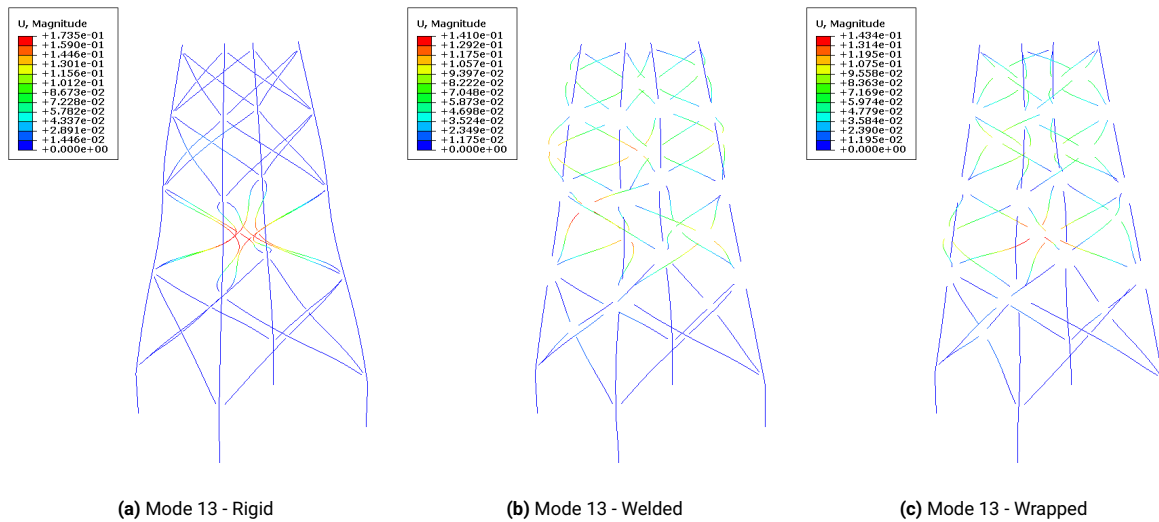 U, Magnitude
+1.735e-01
+1.590e-01
+1.446e-01
+1.301e-01
+1.156e-01
+1.012e-01
+8.673e-02
+7.228e-02
+5.782e-02
+4.337e-02
+2.891e-02
+1.446e-02
+0.000e+00
U, Magnitude
+1.410e-01
+1.292e-01
+1.175e-01
+1.057e-01
+9.397e-02
+8.222e-02
+7.048e-02
+5.873e-02
+4.698e-02
+3.524e-02
+2.349e-02
+1.175e-02
+0.000e+00
U, Magnitude
+1.434e-01
+1.314e-01
+1.195e-01
+1.075e-01
+9.558e-02
+8.363e-02
+7.169e-02
+5.974e-02
+4.779e-02
+3.584e-02
+2.390e-02
+1.195e-02
+0.000e+00
(a) Mode 13 - Rigid
(b) Mode 13 - Welded
(c) Mode 13 - Wrapped